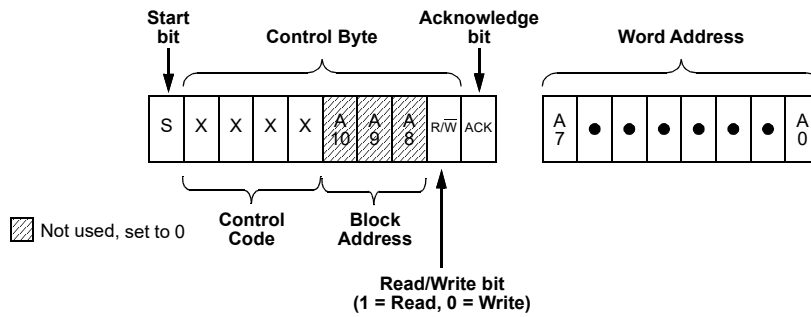 Start
bit
Control Byte
Acknowledge
bit
Word Address
S X X X X A
10 A
9 A
8 R/W̅ ACK
A
7 ● ● ● ● ● ● A
0
Control
Code
Block
Address
Not used, set to 0
Read/Write bit
(1 = Read, 0 = Write)